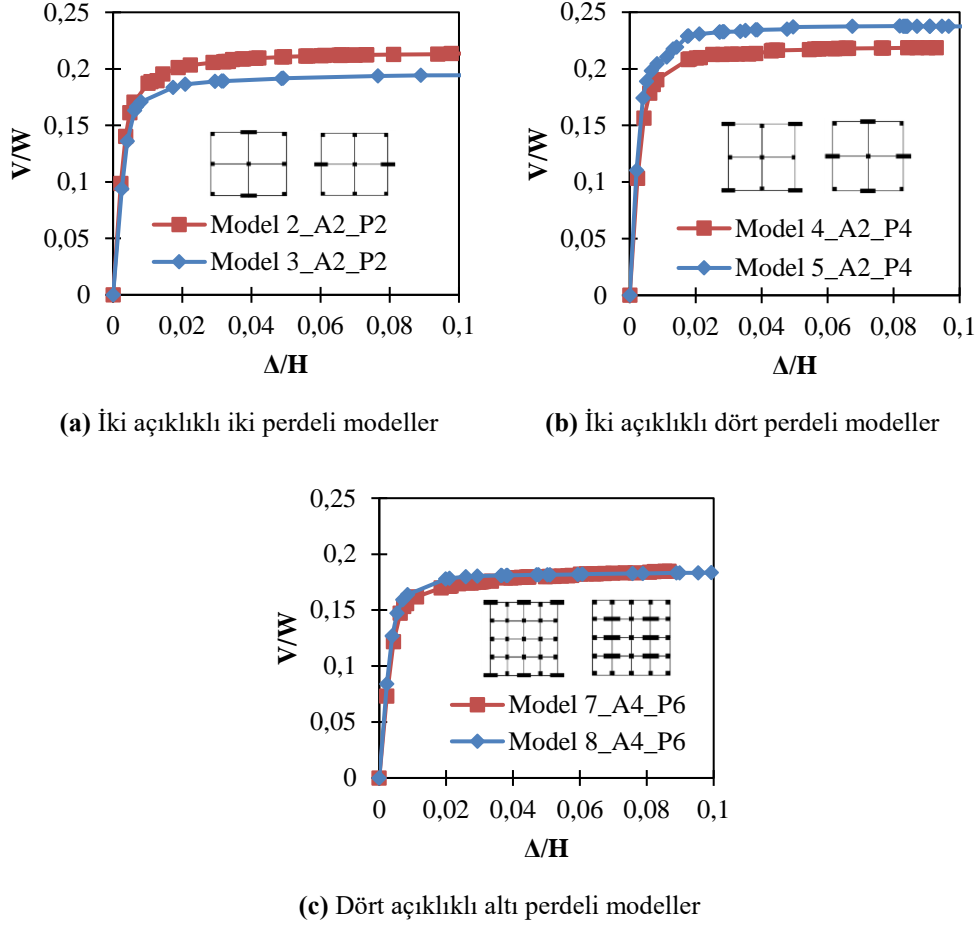 0,25
0,2
0,15
0,1
0,05
0
V/W
Model 2_A2_P2
Model 3_A2_P2
0 0,02 0,04 0,06 0,08 0,1
Δ/H
(a) İki açıklıklı iki perdeli modeller
0,25
0,2
0,15
0,1
0,05
0
V/W
Model 4_A2_P4
Model 5_A2_P4
0 0,02 0,04 0,06 0,08 0,1
Δ/H
(b) İki açıklıklı dört perdeli modeller
0,25
0,2
0,15
0,1
0,05
0
V/W
Model 7_A4_P6
Model 8_A4_P6
0 0,02 0,04 0,06 0,08 0,1
Δ/H
(c) Dört açıklıklı altı perdeli modeller